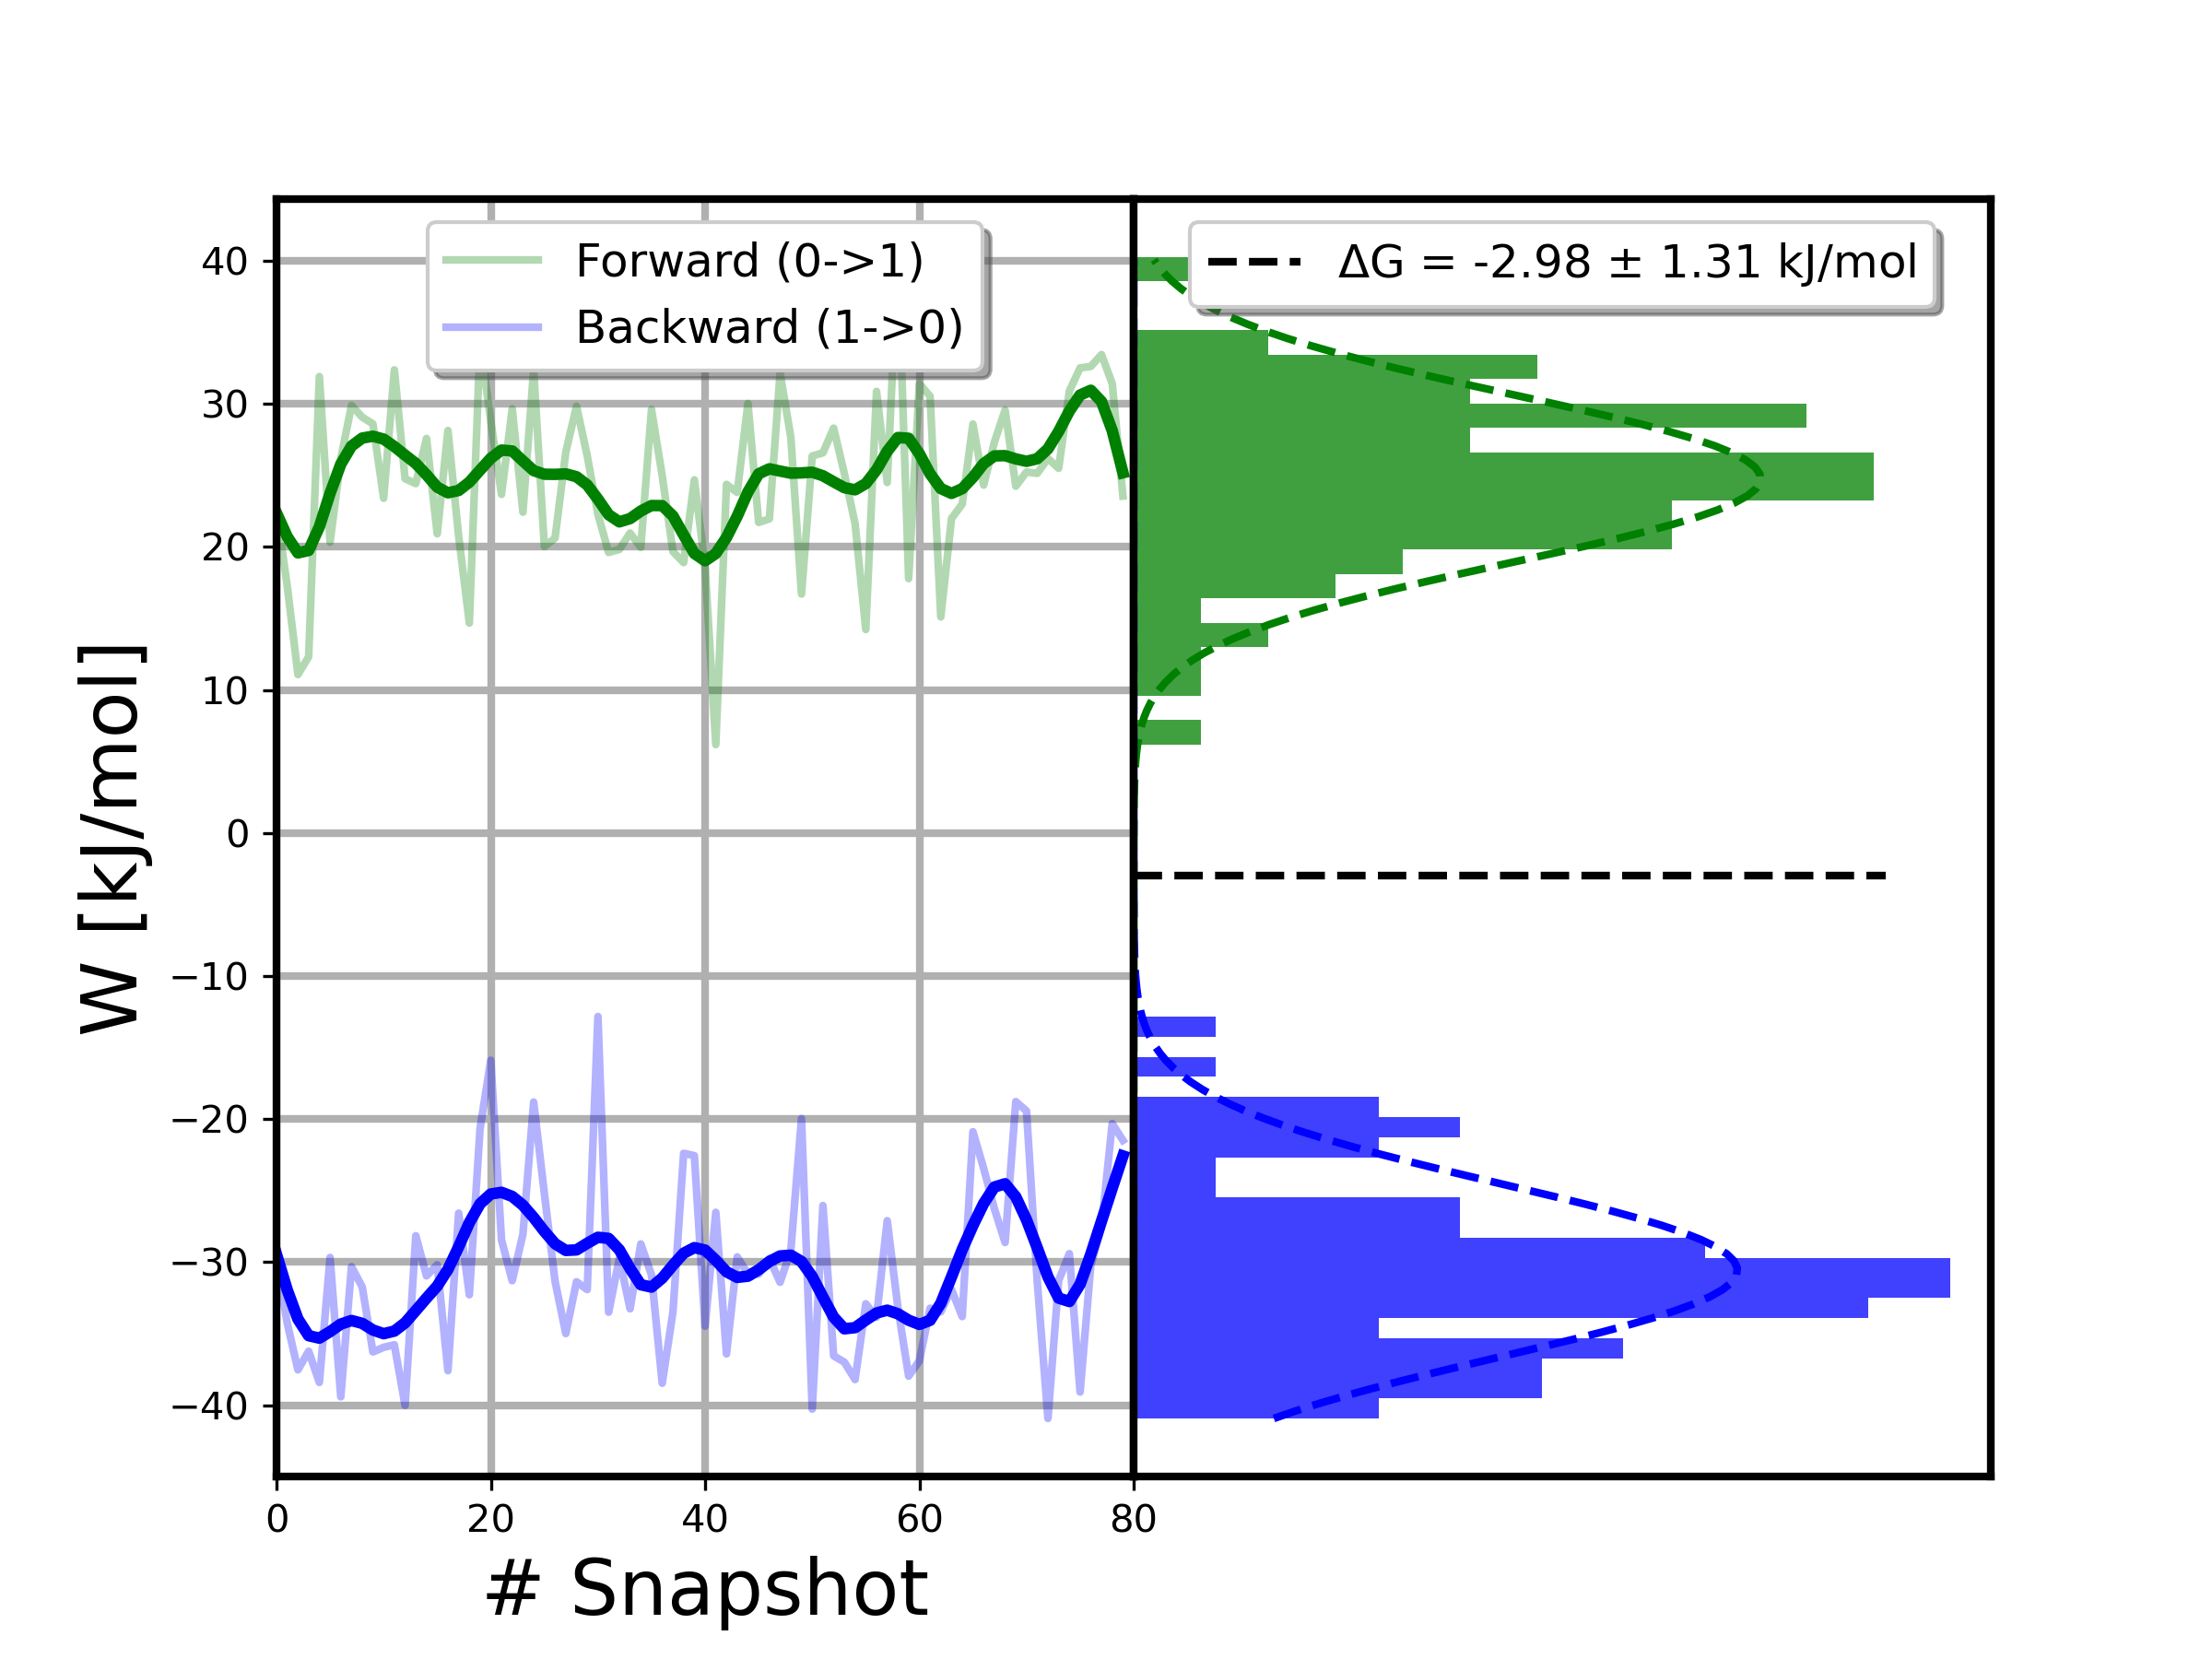 Forward (0->1)
Backward (1->0)
ΔG = -2.98 ± 1.31 kJ/mol
W [kJ/mol]
40
30
20
10
0
−10
−20
−30
−40
0 20 40 60 80
# Snapshot